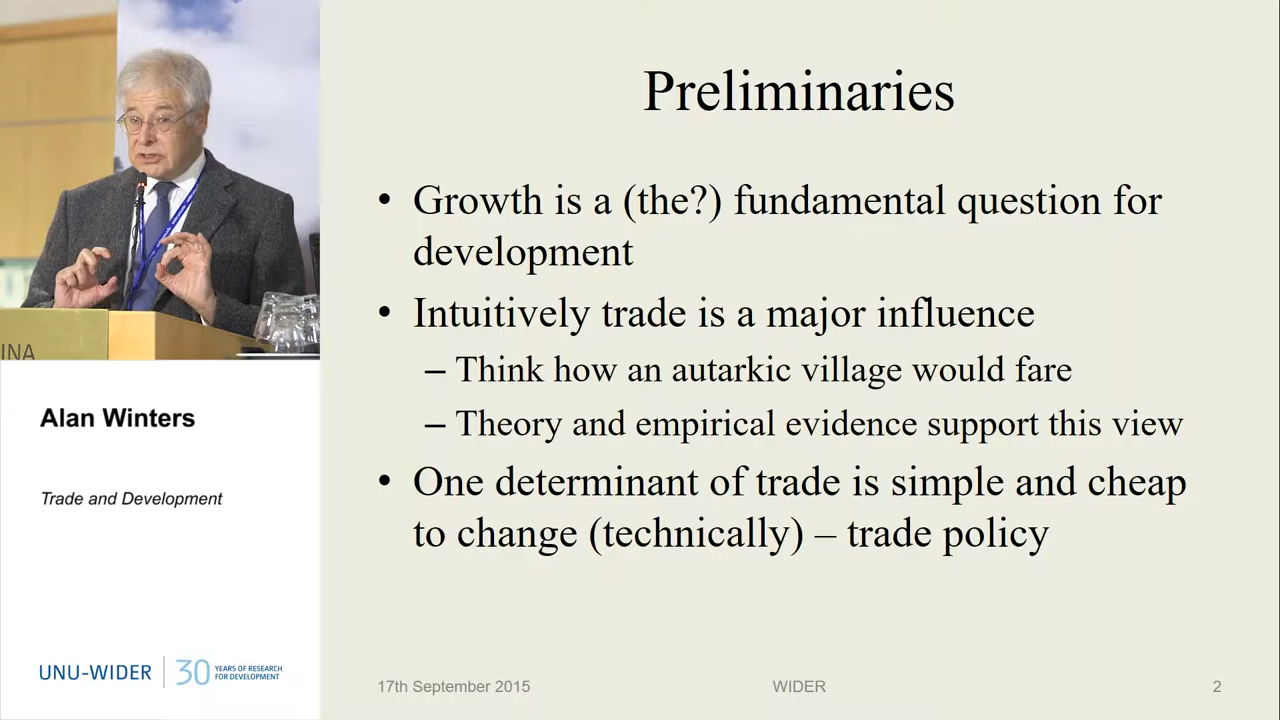 INA
Alan Winters
Trade and Development
UNU-WIDER
30
YEARS OF RESEARCH
FOR DEVELOPMENT
Preliminaries
• Growth is a (the?) fundamental question for
development
• Intuitively trade is a major influence
– Think how an autarkic village would fare
– Theory and empirical evidence support this view
• One determinant of trade is simple and cheap
to change (technically) – trade policy
17th September 2015
WIDER
2